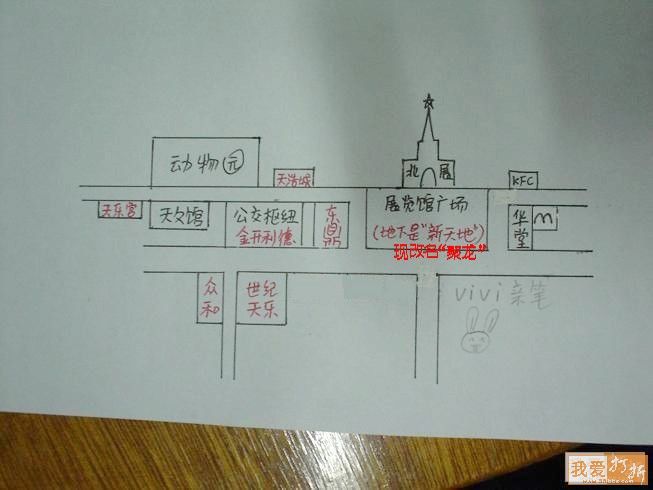 动物园
天浩城
北展
KFC
天乐宫
天文馆
公交枢纽
金开利德
东鼎
展览馆广场
(地下是“新天地”)
现改名“聚龙”
华堂
m
众和
世纪天乐
vivi亲笔
我爱打折